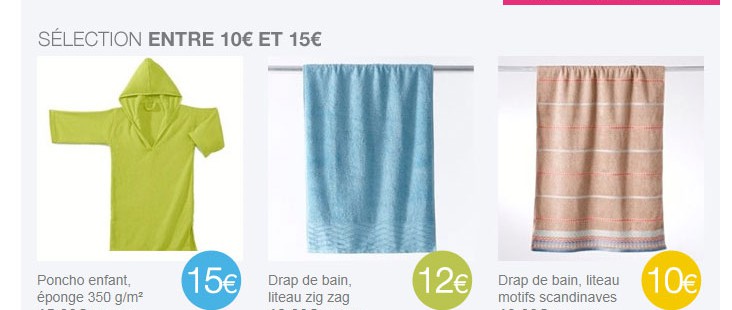 SÉLECTION ENTRE 10€ ET 15€
Poncho enfant,
éponge 350 g/m²
15€
Drap de bain,
liteau zig zag
12€
Drap de bain, liteau
motifs scandinaves
10€